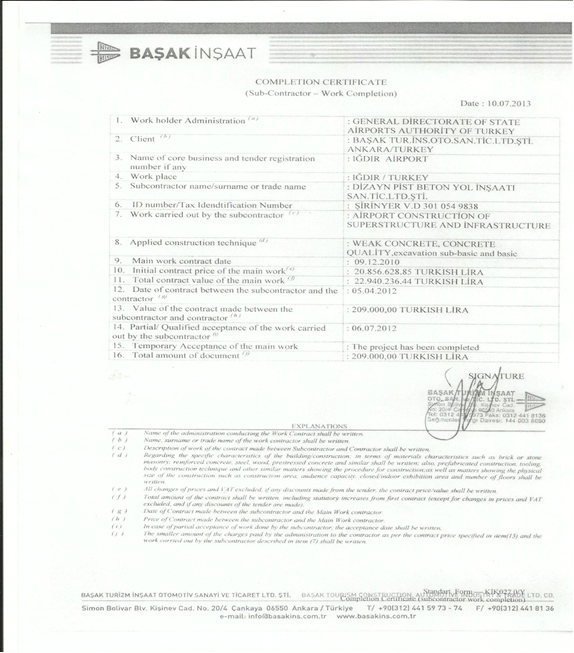 BAŞAK İNŞAAT
COMPLETION CERTIFICATE
(Sub-Contractor – Work Completion)
Date : 10.07.2013
1. Work holder Administration (a) : GENERAL DIRECTORATE OF STATE
AIRPORTS AUTHORITY OF TURKEY
2. Client (b) : BAŞAK TUR.İNŞ.OTO.SAN.TİC.LTD.ŞTİ.
ANKARA/TURKEY
3. Name of core business and tender registration : IĞDIR AIRPORT
number if any
4. Work place : IĞDIR / TURKEY
5. Subcontractor name/surname or trade name : DİZAYN PİST BETON YOL İNŞAATI
SAN.TİC.LTD.ŞTİ.
6. ID number/Tax Idendtification Number : ŞİRİNYER V.D 301 054 9838
7. Work carried out by the subcontractor (c) : AİRPORT CONSTRUCTION OF
SUPERSTRUCTURE AND INFRASTRUCTURE
8. Applied construction technique (d) : WEAK CONCRETE, CONCRETE
QUALİTY,excavation sub-basic and basic
9. Main work contract date : 09.12.2010
10. Initial contract price of the main work(e) : 20.856.628.85 TURKISH LİRA
11. Total contract value of the main work (f) : 22.940.236.44 TURKISH LİRA
12. Date of contract between the subcontractor and the : 05.04.2012
contractor (g)
13. Value of the contract made between the : 209.000,00 TURKISH LİRA
subcontractor and contractor (h)
14. Partial/ Qualified acceptance of the work carried : 06.07.2012
out by the subcontractor (i)
15. Temporary Acceptance of the main work : The project has been completed
16. Total amount of document (j) : 209.000,00 TURKISH LİRA
SIGNATURE
BAŞAK TURİZM İNŞAAT
EXPLANATIONS
( a ) Name of the administration conducting the Work Contract shall be written.
( b ) Name, surname or trade name of the work contractor shall be written
( c ) Description of work of the contract made between Subcontractor and Contractor shall be written.
( d ) Regarding the specific characteristics of the building/construction; in terms of materials characteristics such as brick or stone
masonry, reinforced concrete, steel, wood, prestressed concrete and similar shall be written; also, prefabricated construction, tooling,
body construction technique and other similar matters showing the procedure for construction;as well as matters showing the physical
size of the construction such as construction area, audience capacity, closed/indoor exhibition area and number of floors shall be
written.
( e ) All changes of prices and VAT excluded, if any discounts made from the tender, the contract price/value shall be written.
( f ) Total amount of the contract shall be written, including statutory increases from first contract (except for changes in prices and VAT
excluded, and if any discounts of the tender are made).
( g ) Date of Contract made between the subcontractor and the Main Work contractor
( h ) Price of Contract made between the subcontractor and the Main Work contractor.
( i ) In case of partial acceptance of work done by the subcontractor, the acceptance date shall be written.
( j ) The smaller amount of the charges paid by the administration to the contractor as per the contract price specified in item(13) and the
work carried out by the subcontractor described in item (7) shall be written.
Standart Form — KİK022.0/Y
BAŞAK TURİZM İNŞAAT OTOMOTİV SANAYİ VE TİCARET LTD. ŞTİ. BAŞAK TOURISM CONSTRUCTION, AUTOMOTIVE INDUSTRY & TRADE LTD. CO.
Completion Certificate (subcontractor work completion)
Simon Bolivar Blv. Kişinev Cad. No. 20/4 Çankaya 06550 Ankara / Türkiye T/ +90(312) 441 59 73 - 74 F/ +90(312) 441 81 36
e-mail: info@basakins.com.tr www.basakins.com.tr